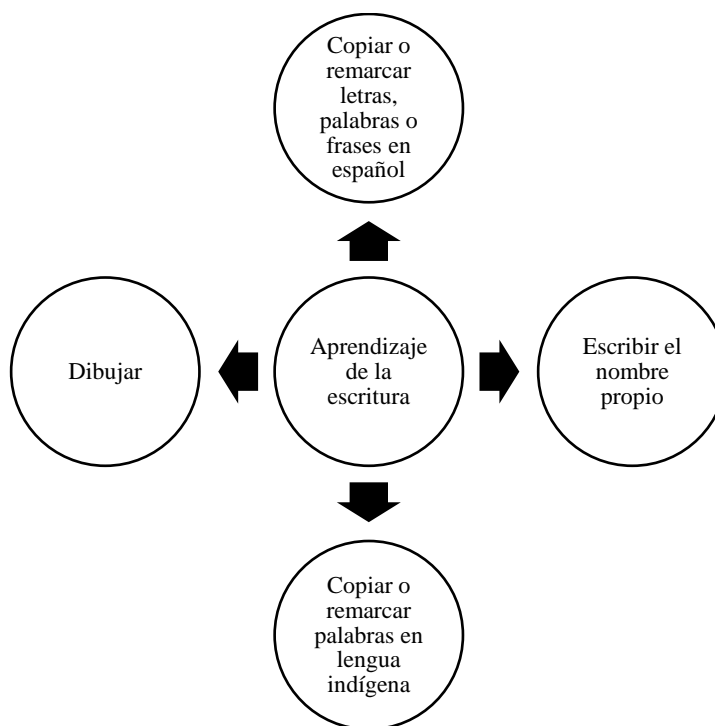 Copiar o
remarcar
letras,
palabras o
frases en
español
Dibujar
Aprendizaje
de la
escritura
Escribir el
nombre
propio
Copiar o
remarcar
palabras en
lengua
indígena